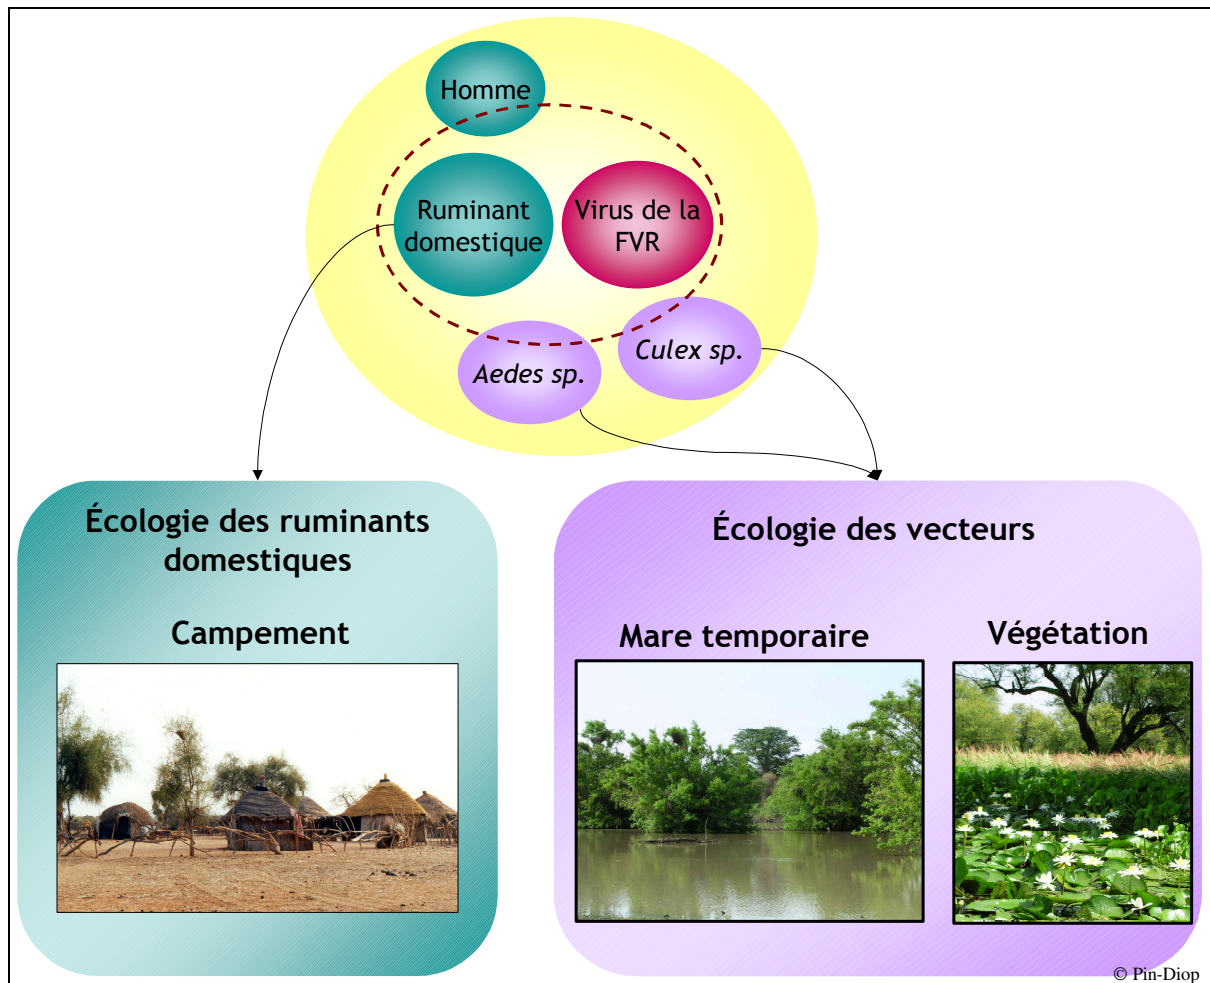 Homme
Ruminant
domestique
Virus de la
FVR
Aedes sp.
Culex sp.
Écologie des ruminants
domestiques
Campement
Écologie des vecteurs
Mare temporaire
Végétation
© Pin-Diop